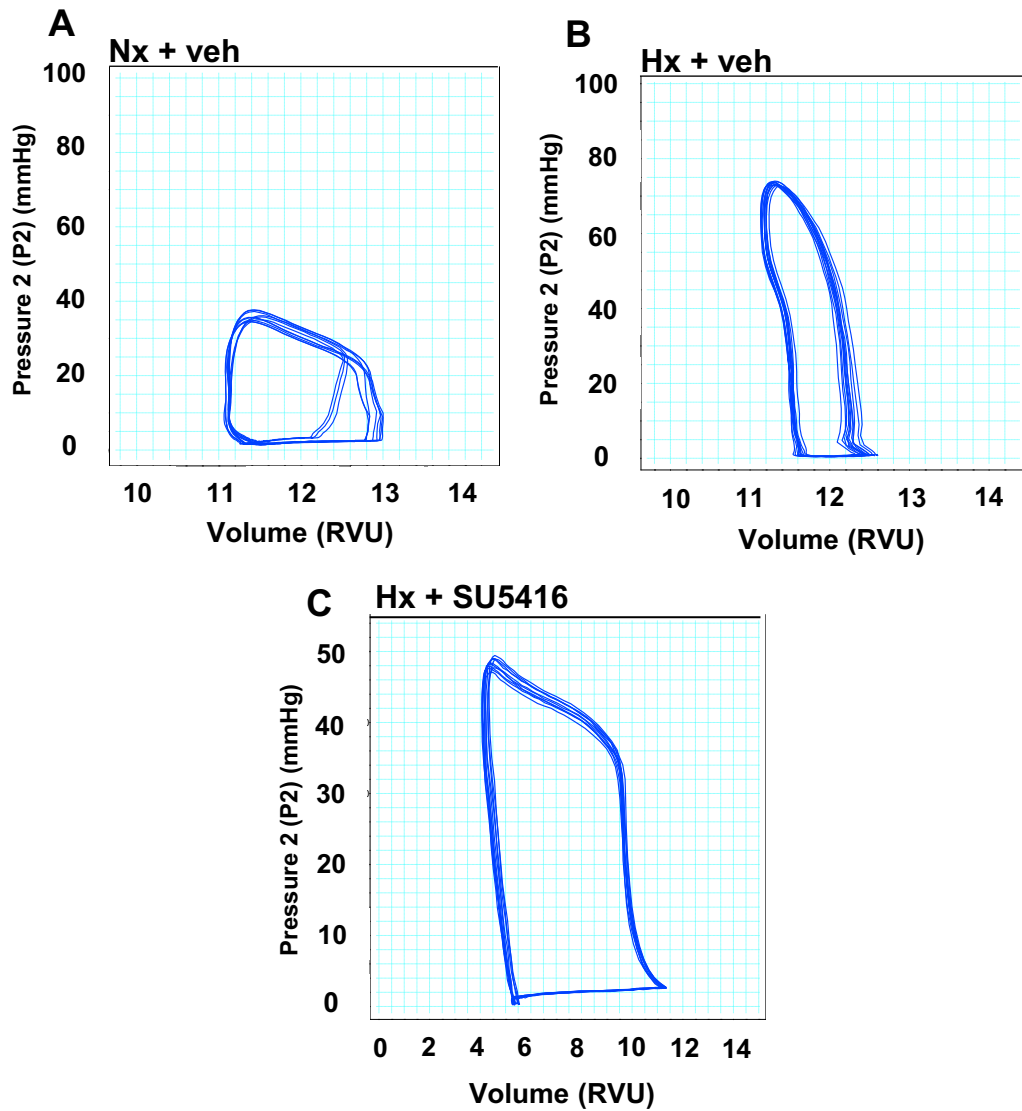 A
Nx + veh
100
80
60
40
20
0
Pressure 2 (P2) (mmHg)
10 11 12 13 14
Volume (RVU)
B
Hx + veh
100
80
60
40
20
0
Pressure 2 (P2) (mmHg)
10 11 12 13 14
Volume (RVU)
C
Hx + SU5416
50
40
30
20
10
0
Pressure 2 (P2) (mmHg)
0 2 4 6 8 10 12 14
Volume (RVU)